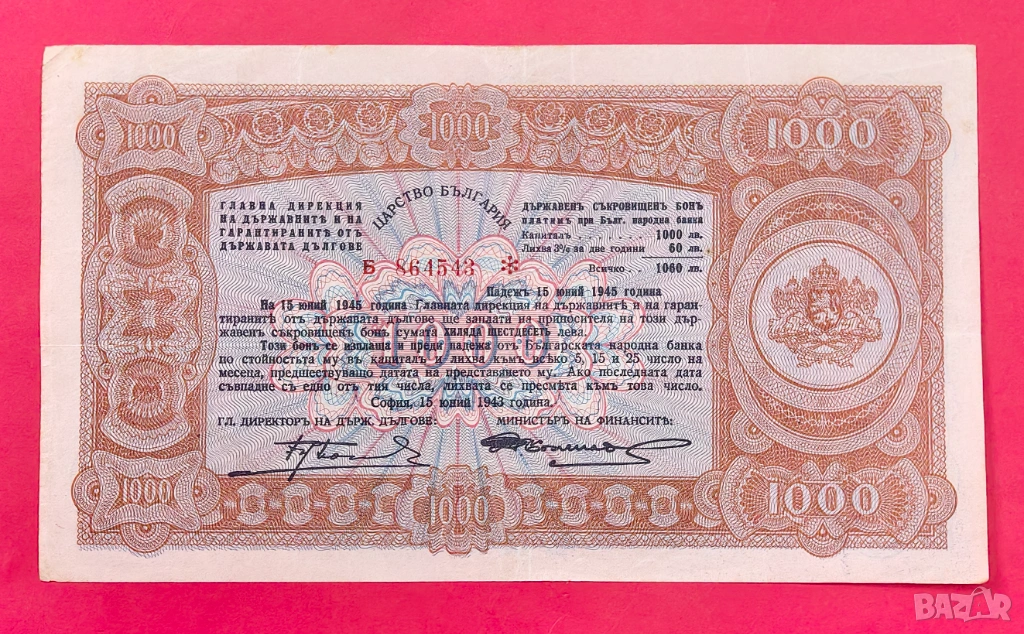 1000
1000
1000
ЦАРСТВО БЪЛГАРИЯ
ГЛАВНА ДИРЕКЦИЯ
НА ДЪРЖАВНИТѢ И НА
ГАРАНТИРАНИТѢ ОТЪ
ДЪРЖАВАТА ДЪЛГОВЕ
ДЪРЖАВЕНЪ СЪКРОВИЩЕНЪ БОНЪ
платимъ при Бълг. народна банка
Капиталъ . . . . . . . 1000 лв.
Лихва 3% за две години 60 лв.
Всичко . . 1060 лв.
Б 864543 *
Падежъ 15 юний 1945 година
На 15 юний 1945 година Главната дирекция на държавнитѣ и на гаран-
тиранитѣ отъ държавата дългове ще заплати на приносителя на този дър-
жавенъ съкровищенъ бонъ сумата ХИЛЯДА ШЕСТДЕСЕТЬ лева.
Този бонъ се изплаща и преди падежа отъ Българската народна банка
по стойностьта му въ капиталъ и лихва къмъ всѣко 5, 15 и 25 число на
месеца, предшествуващо датата на представянето му. Ако последната дата
съвпадне съ едно отъ тия числа, лихвата се пресмѣта къмъ това число.
София, 15 юний 1943 година.
1000
ГЛ. ДИРЕКТОРЪ НА ДЪРЖ. ДЪЛГОВЕ:
МИНИСТЪРЪ НА ФИНАНСИТѢ:
1000
1000
1000
BAZAR